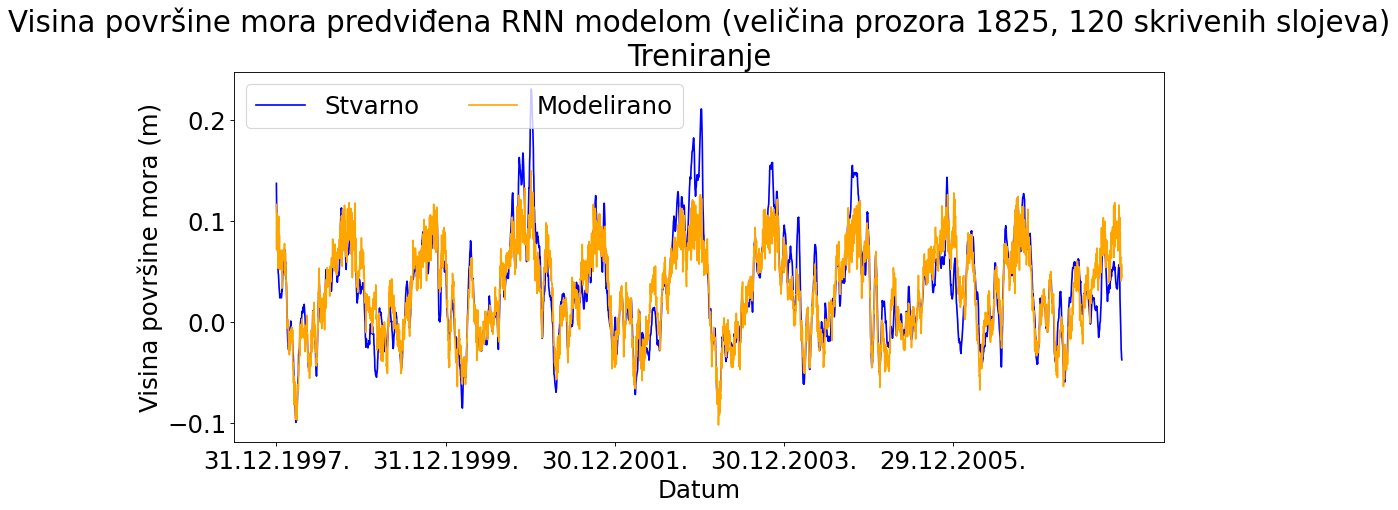 Visina površine mora predviđena RNN modelom (veličina prozora 1825, 120 skrivenih slojeva)
Treniranje
Stvarno Modelirano
Visina površine mora (m)
0.2
0.1
0.0
−0.1
31.12.1997. 31.12.1999. 30.12.2001. 30.12.2003. 29.12.2005.
Datum